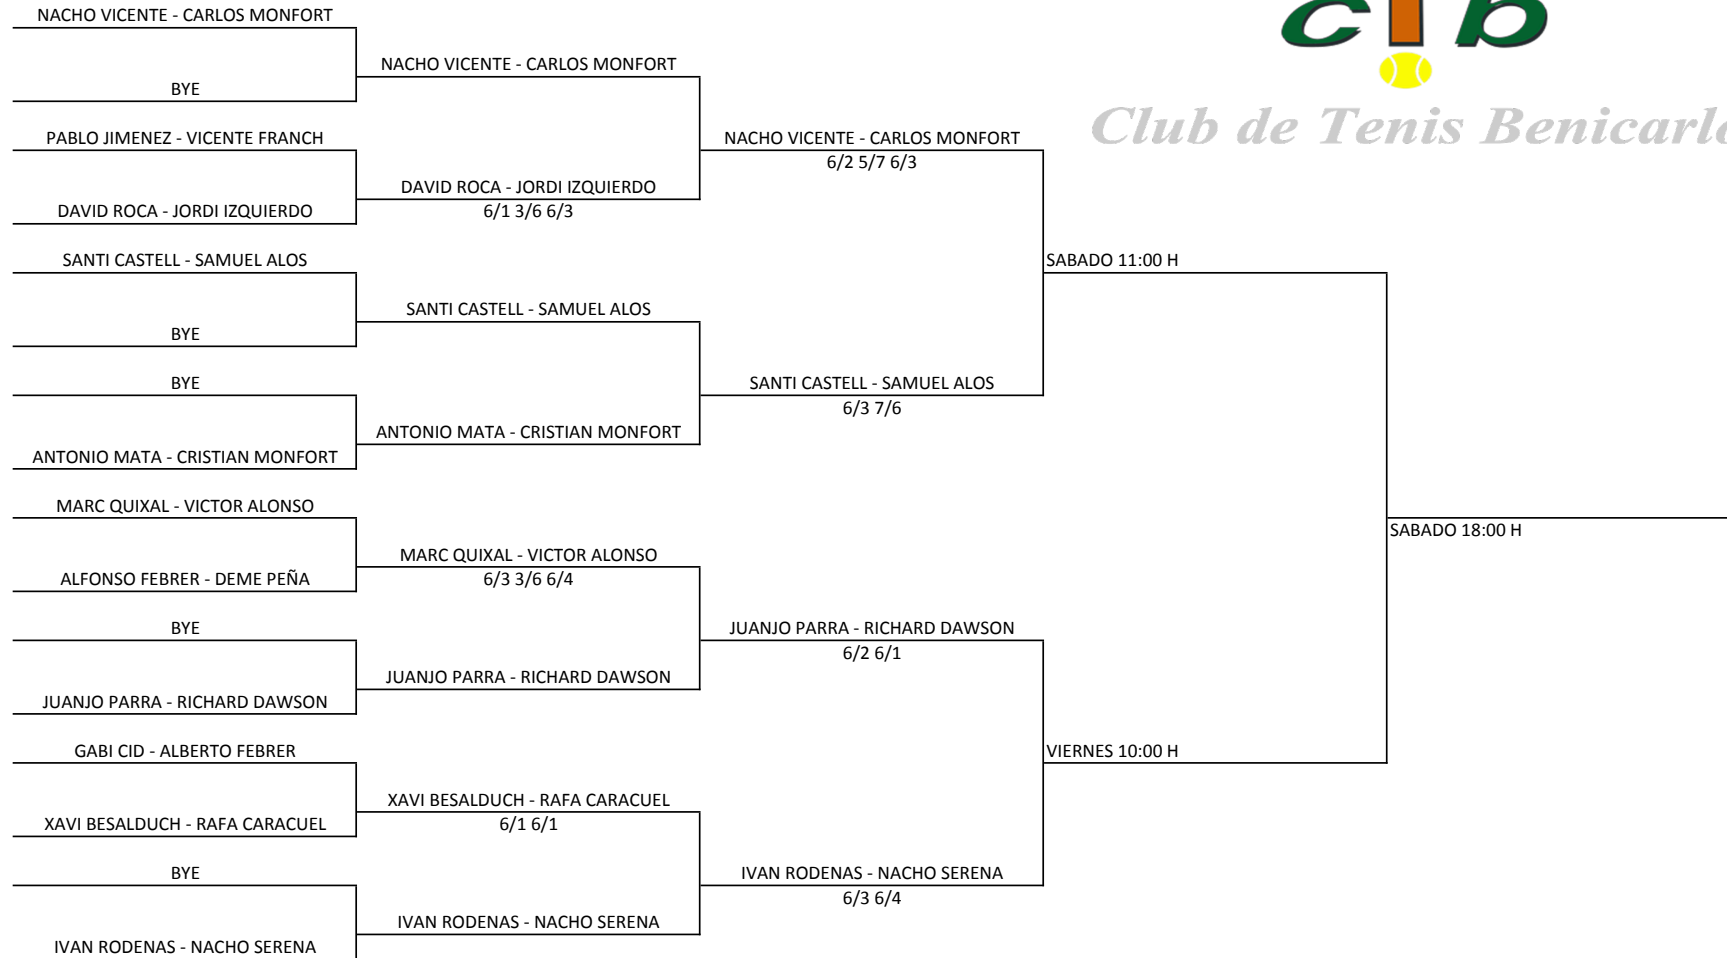 NACHO VICENTE - CARLOS MONFORT
BYE
PABLO JIMENEZ - VICENTE FRANCH
DAVID ROCA - JORDI IZQUIERDO
SANTI CASTELL - SAMUEL ALOS
BYE
BYE
ANTONIO MATA - CRISTIAN MONFORT
MARC QUIXAL - VICTOR ALONSO
ALFONSO FEBRER - DEME PEÑA
BYE
JUANJO PARRA - RICHARD DAWSON
GABI CID - ALBERTO FEBRER
XAVI BESALDUCH - RAFA CARACUEL
BYE
IVAN RODENAS - NACHO SERENA
NACHO VICENTE - CARLOS MONFORT
DAVID ROCA - JORDI IZQUIERDO
6/1 3/6 6/3
SANTI CASTELL - SAMUEL ALOS
ANTONIO MATA - CRISTIAN MONFORT
MARC QUIXAL - VICTOR ALONSO
6/3 3/6 6/4
JUANJO PARRA - RICHARD DAWSON
XAVI BESALDUCH - RAFA CARACUEL
6/1 6/1
IVAN RODENAS - NACHO SERENA
NACHO VICENTE - CARLOS MONFORT
6/2 5/7 6/3
SANTI CASTELL - SAMUEL ALOS
6/3 7/6
JUANJO PARRA - RICHARD DAWSON
6/2 6/1
IVAN RODENAS - NACHO SERENA
6/3 6/4
SABADO 11:00 H
VIERNES 10:00 H
SABADO 18:00 H
ctb
Club de Tenis Benicarlo